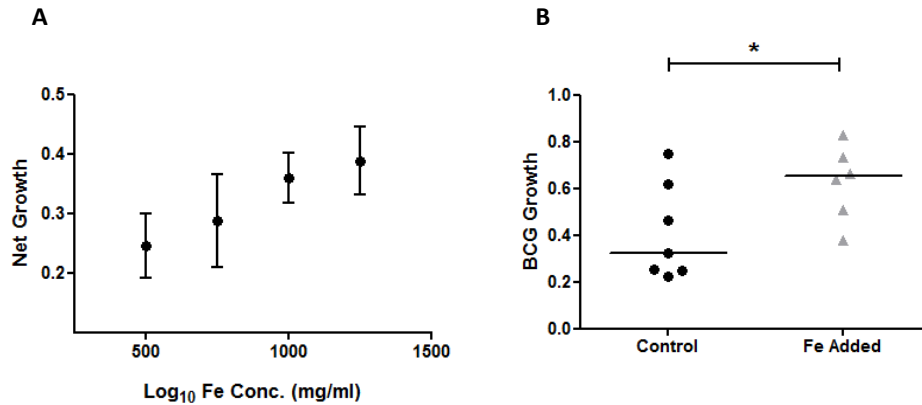 A
Net Growth
0.5
0.4
0.3
0.2
500 1000 1500
Log10 Fe Conc. (mg/ml)
B
*
BCG Growth
1.0
0.8
0.6
0.4
0.2
0.0
Control Fe Added